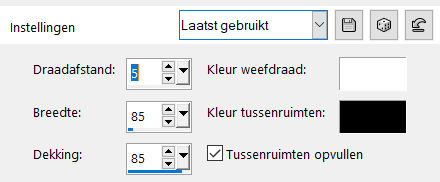 Instellingen Laatst gebruikt
Draadafstand: 5 Kleur weefdraad:
Breedte: 85 Kleur tussenruimten:
Dekking: 85 Tussenruimten opvullen